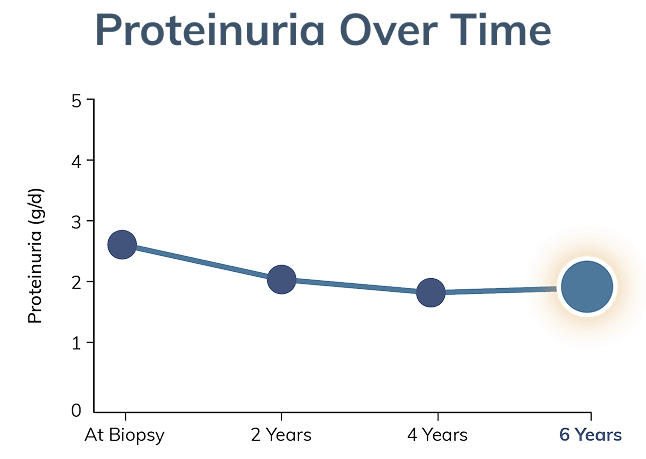 Proteinuria Over Time
Proteinuria (g/d)
5
4
3
2
1
0
At Biopsy 2 Years 4 Years 6 Years